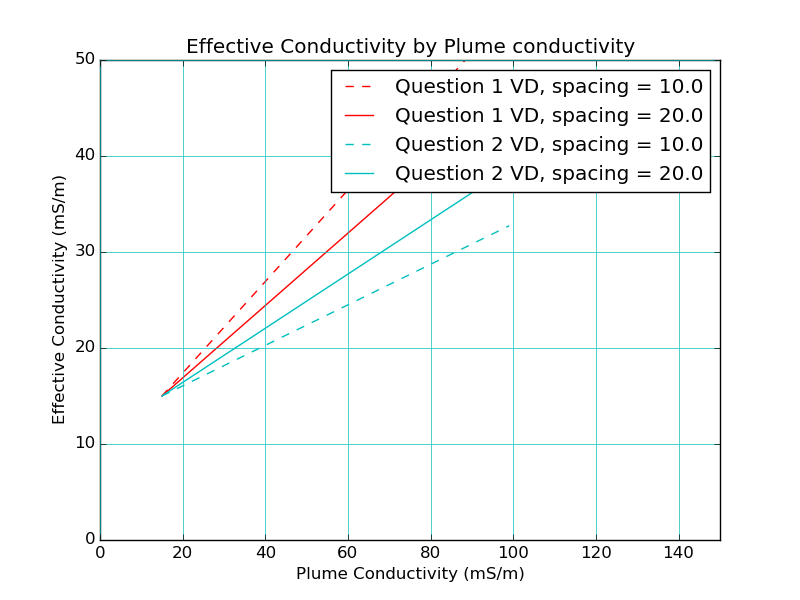 Effective Conductivity by Plume conductivity
50
Question 1 VD, spacing = 10.0
Question 1 VD, spacing = 20.0
Question 2 VD, spacing = 10.0
Question 2 VD, spacing = 20.0
40
30
20
10
0
Effective Conductivity (mS/m)
0 20 40 60 80 100 120 140
Plume Conductivity (mS/m)